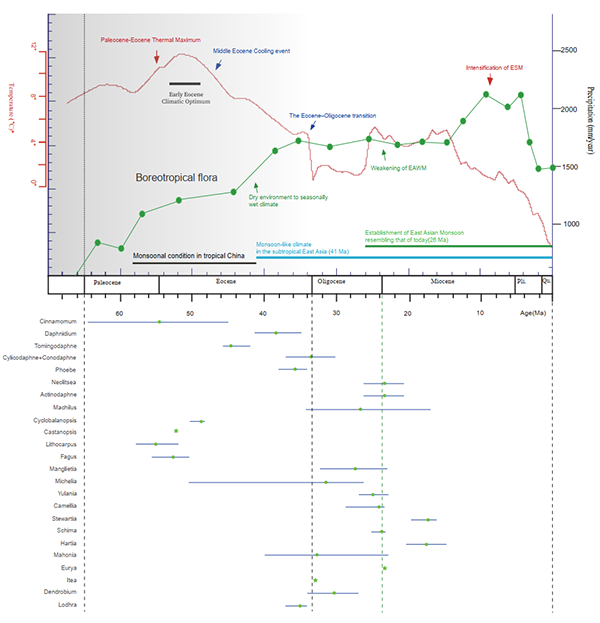 Paleocene-Eocene Thermal Maximum
Middle Eocene Cooling event
Intensification of ESM
Early Eocene
Climatic Optimum
The Eocene–Oligocene transition
Weakening of EAWM
Boreotropical flora
Dry environment to seasonally
wet climate
Establishment of East Asian Monsoon
resembling that of today(28 Ma)
Monsoon-like climate
in the subtropical East Asia (41 Ma)
Monsoonal condition in tropical China
12°
8°
4°
0°
2500
2000
1500
1000
Precipitation (mm/year)
Paleocene Eocene Oligocene Miocene Pli. Qu.
60 50 40 30 20 10 Age(Ma)
Cinnamomum
Daphnidium
Tomingodaphne
Cylicodaphne+Conodaphne
Phoebe
Neolitsea
Actinodaphne
Machilus
Cyclobalanopsis
Castanopsis
Lithocarpus
Fagus
Manglietia
Michelia
Yulania
Camellia
Stewartia
Schima
Hartia
Mahonia
Eurya
Itea
Dendrobium
Lodhra